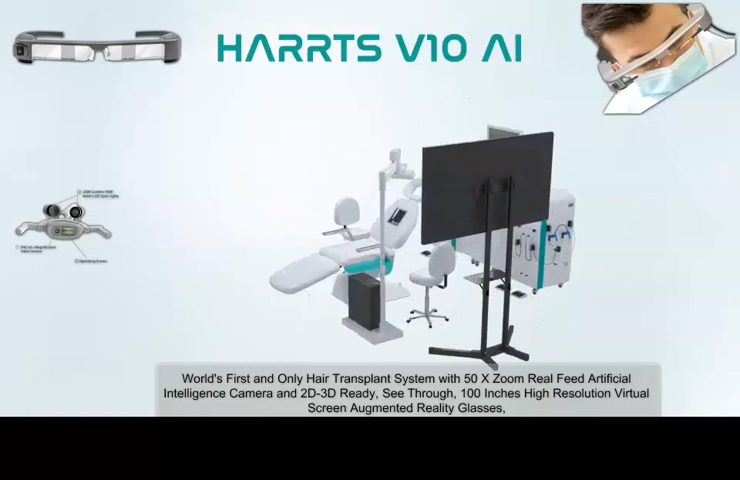 HARRTS V10 AI
World's First and Only Hair Transplant System with 50 X Zoom Real Feed Artificial
Intelligence Camera and 2D-3D Ready, See Through, 100 Inches High Resolution Virtual
Screen Augmented Reality Glasses,